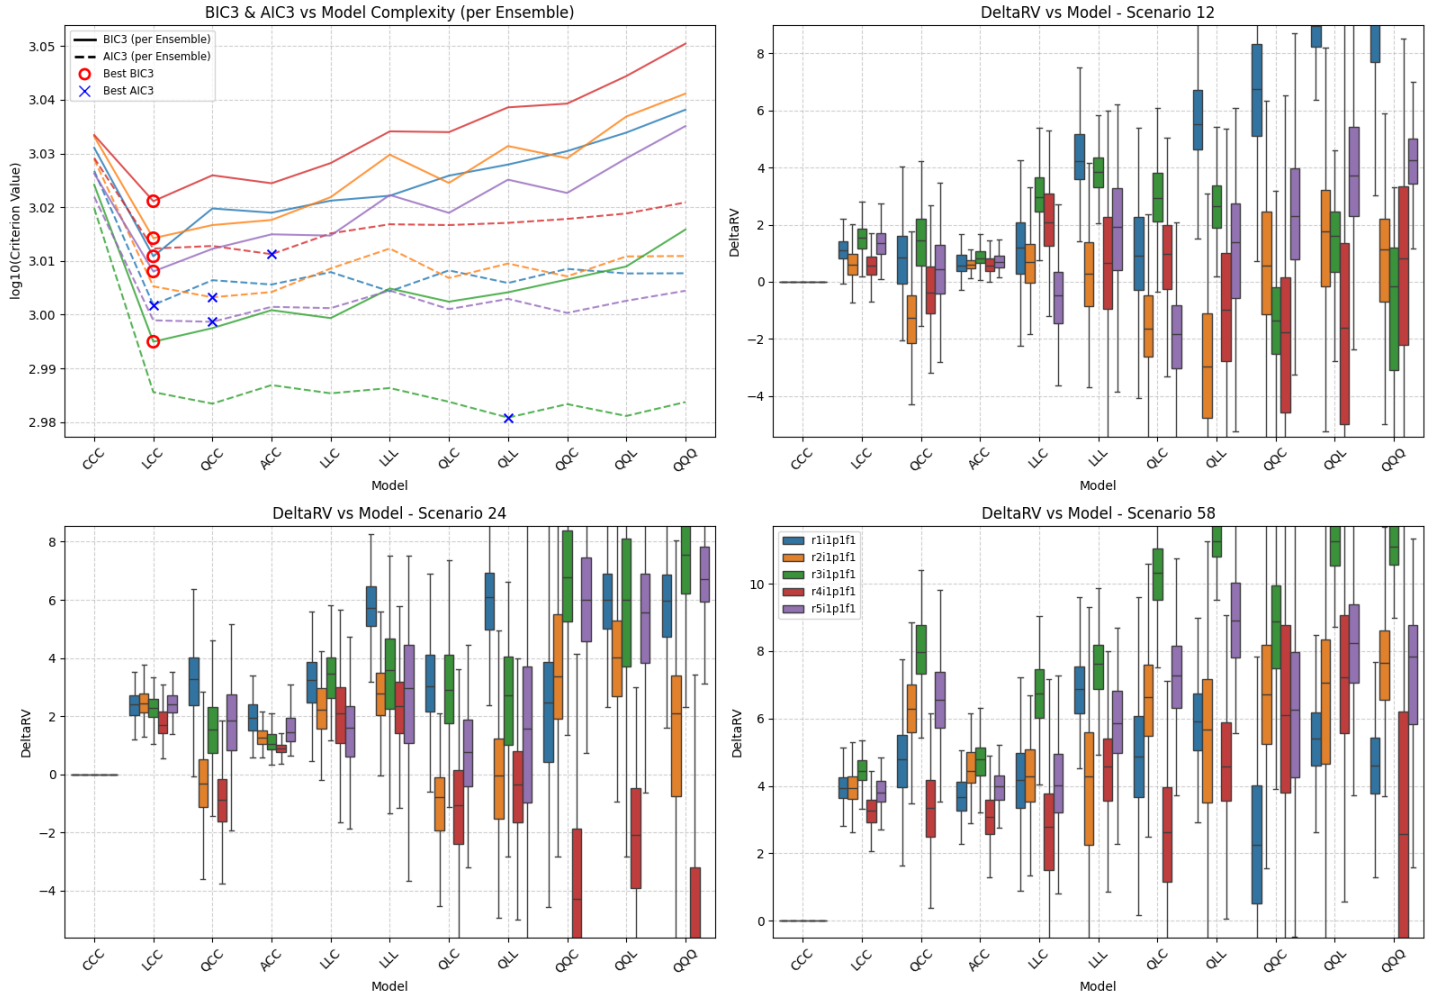 BIC3 & AIC3 vs Model Complexity (per Ensemble)
log10(Criterion Value)
3.05
3.04
3.03
3.02
3.01
3.00
2.99
2.98
BIC3 (per Ensemble)
AIC3 (per Ensemble)
Best BIC3
Best AIC3
CCC LCC QCC ACC LLC LLL QLC QLL QQC QQL QQQ
Model
DeltaRV vs Model - Scenario 12
DeltaRV
8
6
4
2
0
−2
−4
CCC LCC QCC ACC LLC LLL QLC QLL QQC QQL QQQ
Model
DeltaRV vs Model - Scenario 24
DeltaRV
8
6
4
2
0
−2
−4
CCC LCC QCC ACC LLC LLL QLC QLL QQC QQL QQQ
Model
DeltaRV vs Model - Scenario 58
DeltaRV
10
8
6
4
2
0
r1i1p1f1
r2i1p1f1
r3i1p1f1
r4i1p1f1
r5i1p1f1
CCC LCC QCC ACC LLC LLL QLC QLL QQC QQL QQQ
Model